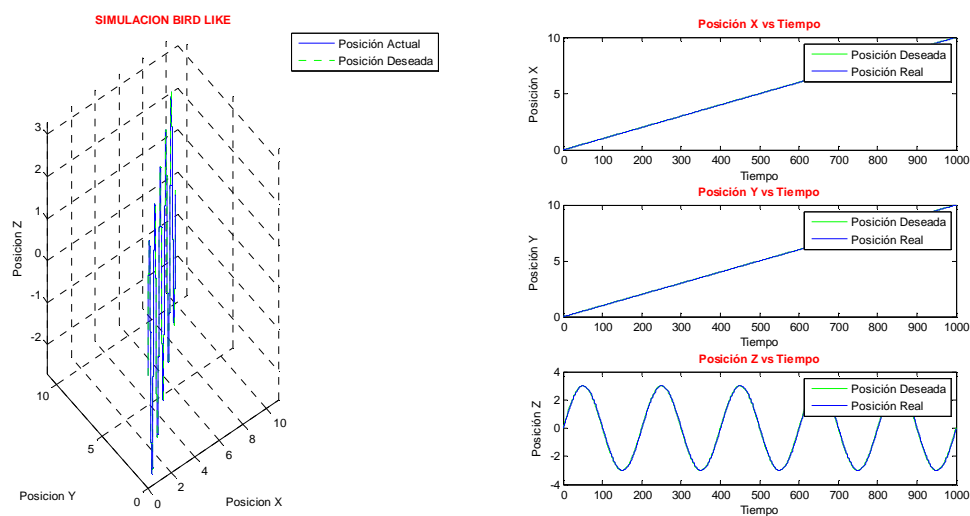 SIMULACION BIRD LIKE
Posición Actual
Posición Deseada
3
2
1
0
-1
-2
Posicion Z
10
5
0
Posicion Y
0
2
4
6
8
10
Posicion X
Posición X vs Tiempo
10
5
0
Posición X
Posición Deseada
Posición Real
0 100 200 300 400 500 600 700 800 900 1000
Tiempo
Posición Y vs Tiempo
10
5
0
Posición Y
Posición Deseada
Posición Real
0 100 200 300 400 500 600 700 800 900 1000
Tiempo
Posición Z vs Tiempo
4
2
0
-2
-4
Posición Z
Posición Deseada
Posición Real
0 100 200 300 400 500 600 700 800 900 1000
Tiempo